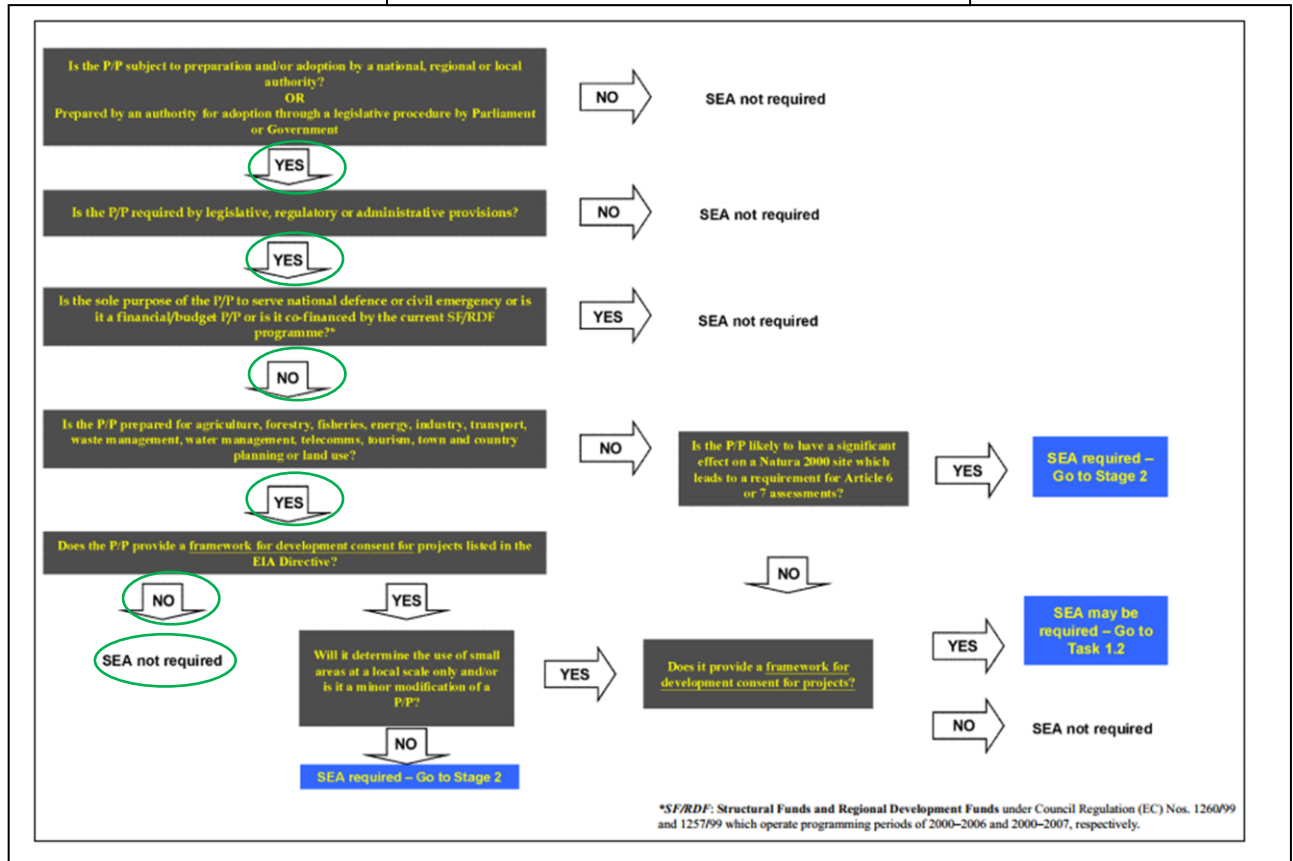 Is the P/P subject to preparation and/or adoption by a national, regional or local
authority?
OR
Prepared by an authority for adoption through a legislative procedure by Parliament
or Government
NO
SEA not required
YES
Is the P/P required by legislative, regulatory or administrative provisions?
NO
SEA not required
YES
Is the sole purpose of the P/P to serve national defence or civil emergency or is
it a financial/budget P/P or is it co-financed by the current SF/RDF
programme?*
YES
SEA not required
NO
Is the P/P prepared for agriculture, forestry, fisheries, energy, industry, transport,
waste management, water management, telecomms, tourism, town and country
planning or land use?
NO
Is the P/P likely to have a significant
effect on a Natura 2000 site which
leads to a requirement for Article 6
or 7 assessments?
YES
SEA required –
Go to Stage 2
YES
Does the P/P provide a framework for development consent for projects listed in the
EIA Directive?
NO
NO
YES
SEA not required
Will it determine the use of small
areas at a local scale only and/or
is it a minor modification of a
P/P?
YES
Does it provide a framework for
development consent for projects?
YES
SEA may be
required – Go to
Task 1.2
NO
SEA not required
NO
SEA required – Go to Stage 2
*SF/RDF: Structural Funds and Regional Development Funds under Council Regulation (EC) Nos. 1260/99
and 1257/99 which operate programming periods of 2000–2006 and 2000–2007, respectively.